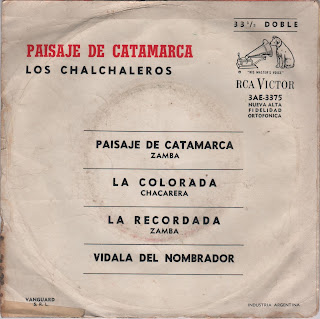 33⅓ DOBLE
PAISAJE DE CATAMARCA
LOS CHALCHALEROS
"HIS MASTER'S VOICE"
RCA VICTOR
3AE-3375
NUEVA ALTA
FIDELIDAD
ORTOFONICA
PAISAJE DE CATAMARCA
ZAMBA
LA COLORADA
CHACARERA
LA RECORDADA
ZAMBA
VIDALA DEL NOMBRADOR
VANGUARD
S. R. L.
INDUSTRIA ARGENTINA